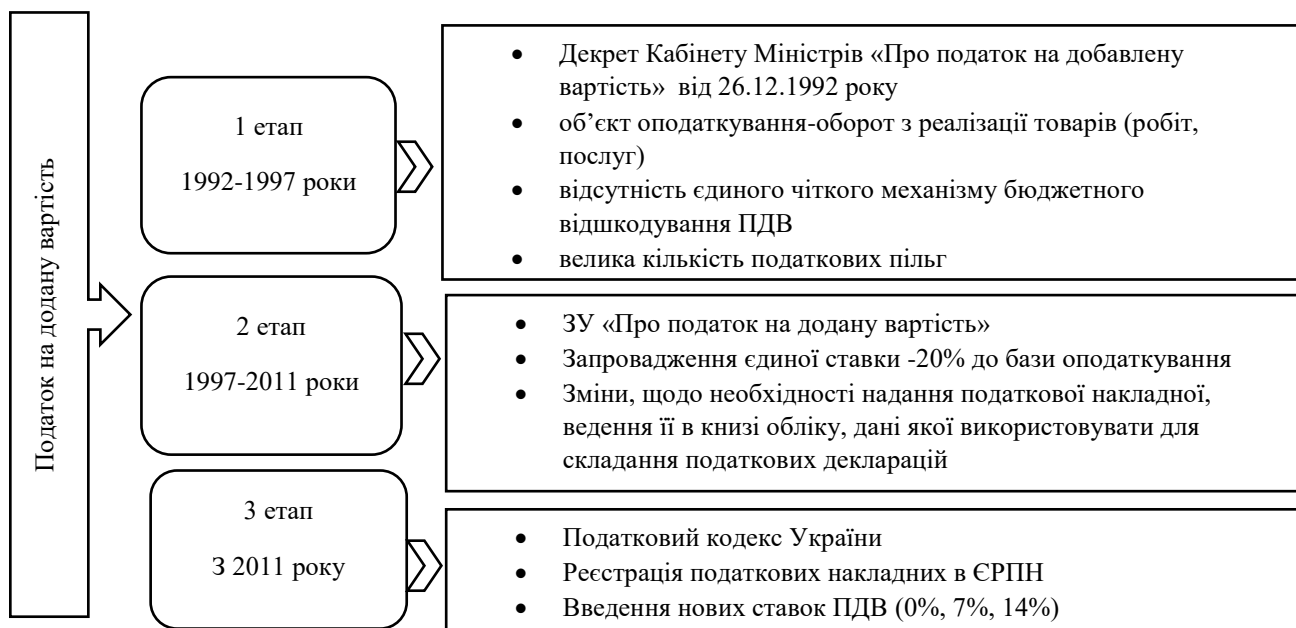 Податок на додану вартість
1 етап
1992-1997 роки
• Декрет Кабінету Міністрів «Про податок на добавлену
вартість» від 26.12.1992 року
• об’єкт оподаткування-оборот з реалізації товарів (робіт,
послуг)
• відсутність єдиного чіткого механізму бюджетного
відшкодування ПДВ
• велика кількість податкових пільг
2 етап
1997-2011 роки
• ЗУ «Про податок на додану вартість»
• Запровадження єдиної ставки -20% до бази оподаткування
• Зміни, щодо необхідності надання податкової накладної,
ведення її в книзі обліку, дані якої використовувати для
складання податкових декларацій
3 етап
З 2011 року
• Податковий кодекс України
• Реєстрація податкових накладних в ЄРПН
• Введення нових ставок ПДВ (0%, 7%, 14%)